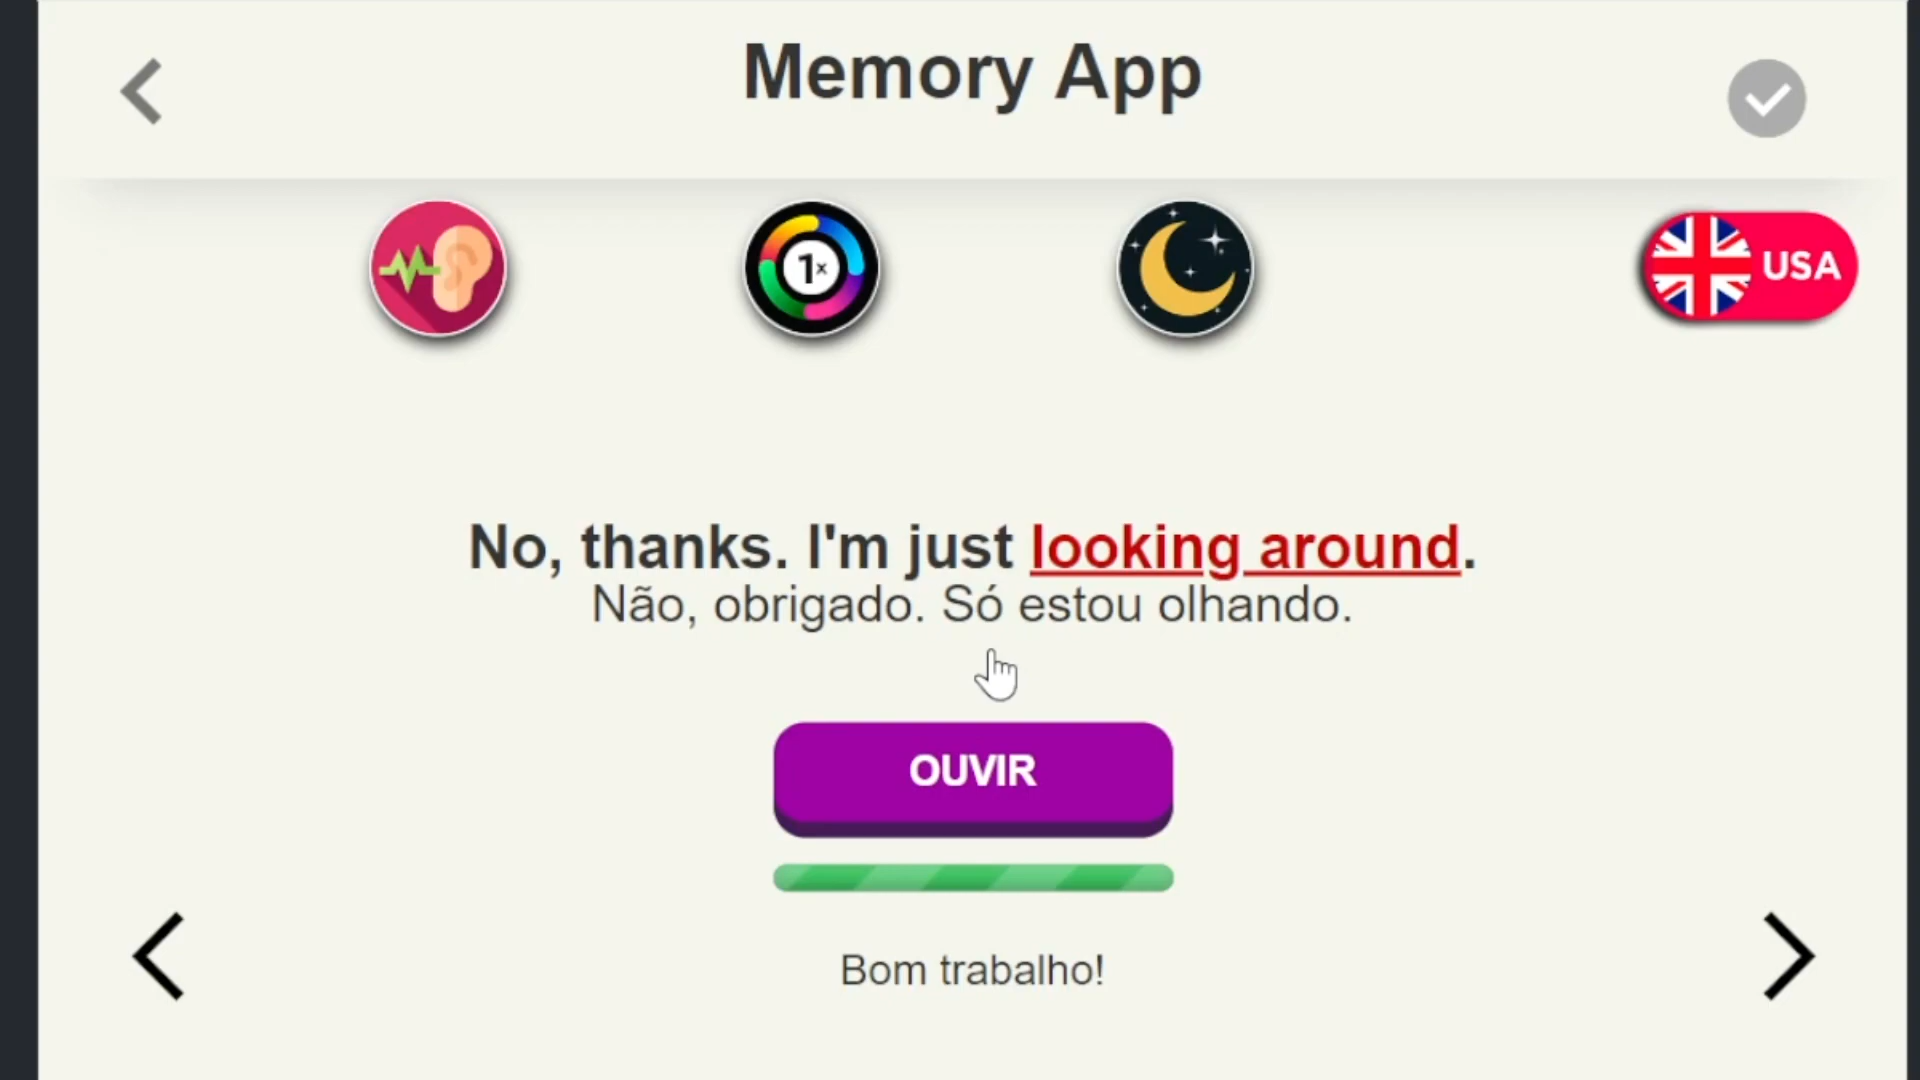 Memory App
1x
USA
No, thanks. I'm just looking around.
Não, obrigado. Só estou olhando.
OUVIR
Bom trabalho!